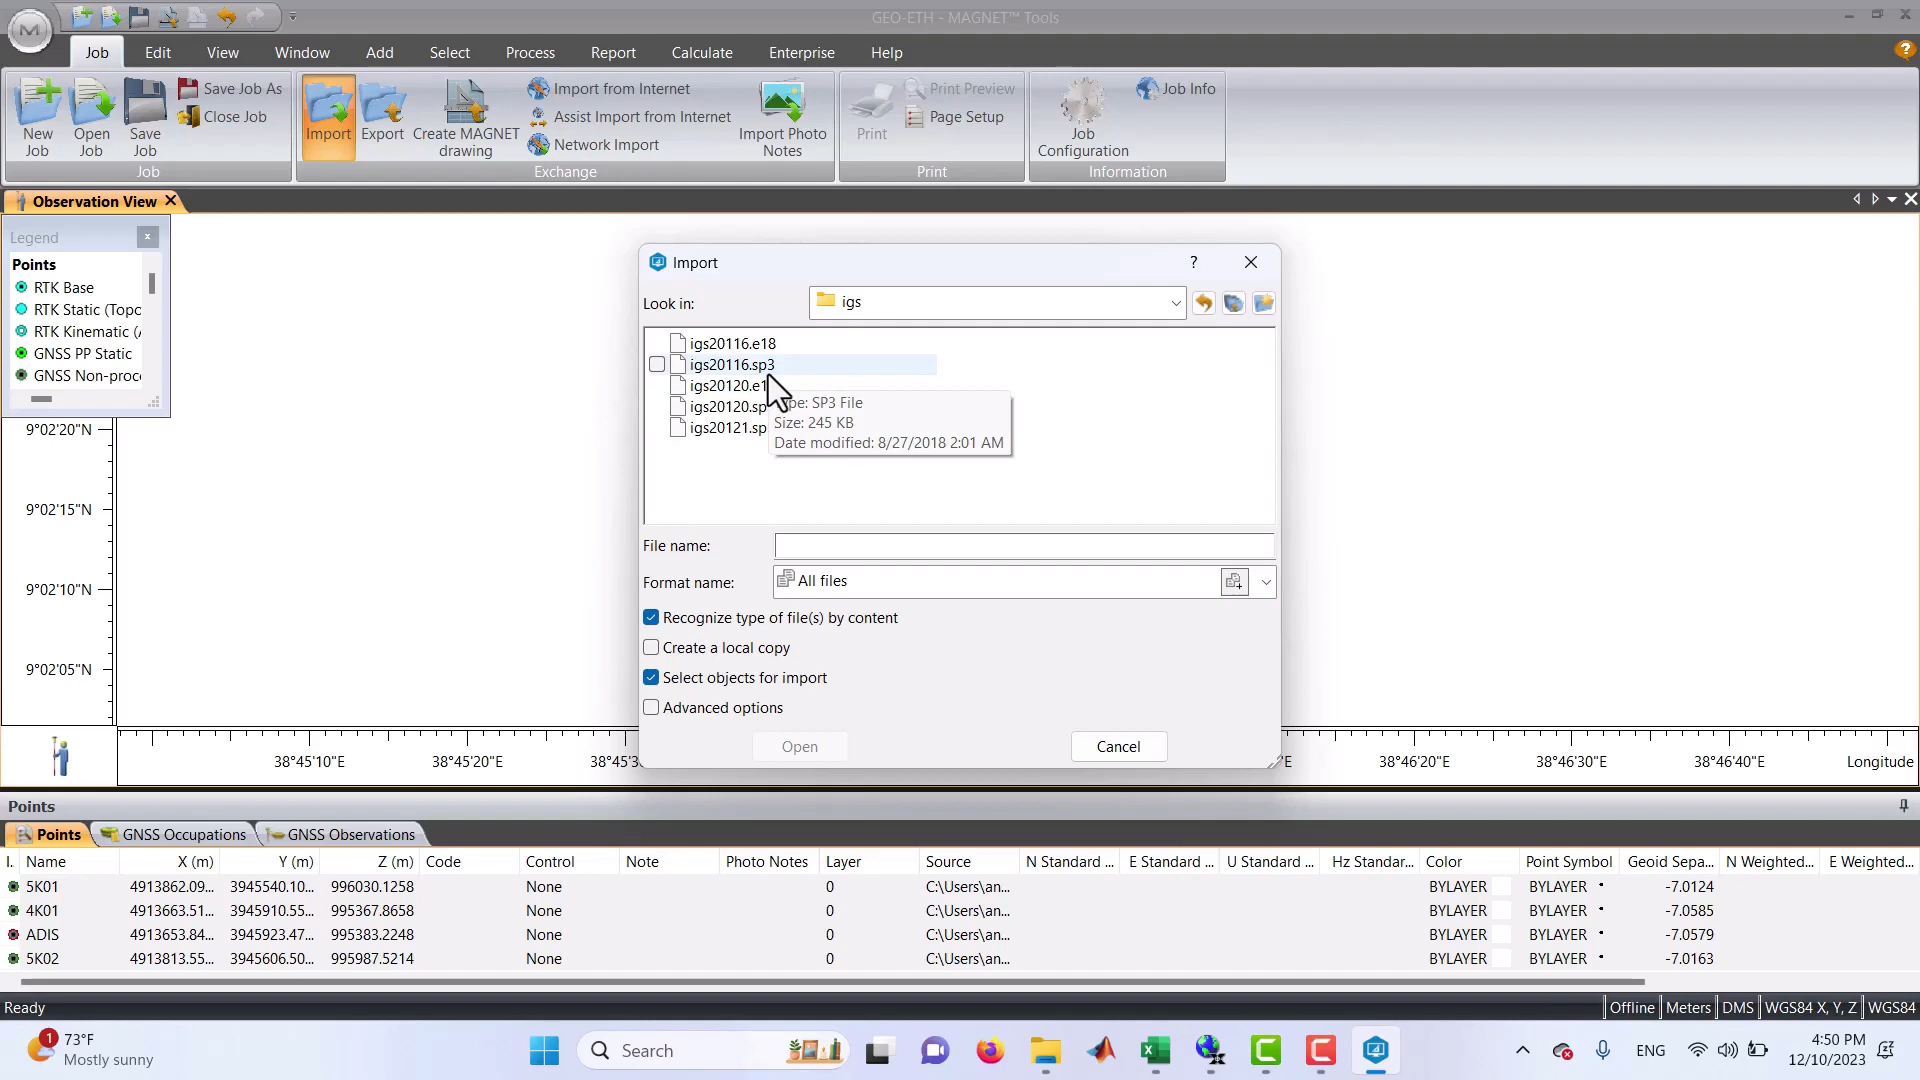 GEO-ETH - MAGNET™ Tools
Job Edit View Window Add Select Process Report Calculate Enterprise Help
New Job
Open Job
Save Job
Save Job As
Close Job
Job
Import
Export
Create MAGNET drawing
Import from Internet
Assist Import from Internet
Network Import
Import Photo Notes
Exchange
Print
Print Preview
Page Setup
Print
Job Configuration
Job Info
Information
Observation View
Legend
Points
RTK Base
RTK Static (Topo
RTK Kinematic (
GNSS PP Static
GNSS Non-proc
9°02'20"N
9°02'15"N
9°02'10"N
9°02'05"N
38°45'10"E 38°45'20"E 38°45'3 'E 38°46'20"E 38°46'30"E 38°46'40"E Longitude
Import
?
Look in: igs
igs20116.e18
igs20116.sp3
igs20120.e1
igs20120.sp
igs20121.sp
pe: SP3 File
Size: 245 KB
Date modified: 8/27/2018 2:01 AM
File name:
Format name: All files
Recognize type of file(s) by content
Create a local copy
Select objects for import
Advanced options
Open Cancel
Points
Points GNSS Occupations GNSS Observations
I. Name X (m) Y (m) Z (m) Code Control Note Photo Notes Layer Source N Standard ... E Standard ... U Standard ... Hz Standar... Color Point Symbol Geoid Sepa... N Weighted... E Weighted...
5K01 4913862.09... 3945540.10... 996030.1258 None 0 C:\Users\an... BYLAYER BYLAYER -7.0124
4K01 4913663.51... 3945910.55... 995367.8658 None 0 C:\Users\an... BYLAYER BYLAYER -7.0585
ADIS 4913653.84... 3945923.47... 995383.2248 None 0 C:\Users\an... BYLAYER BYLAYER -7.0579
5K02 4913813.55... 3945606.50... 995987.5214 None 0 C:\Users\an... BYLAYER BYLAYER -7.0163
Ready Offline Meters DMS WGS84 X, Y, Z WGS84
1 73°F
Mostly sunny
Search
ENG
4:50 PM
12/10/2023